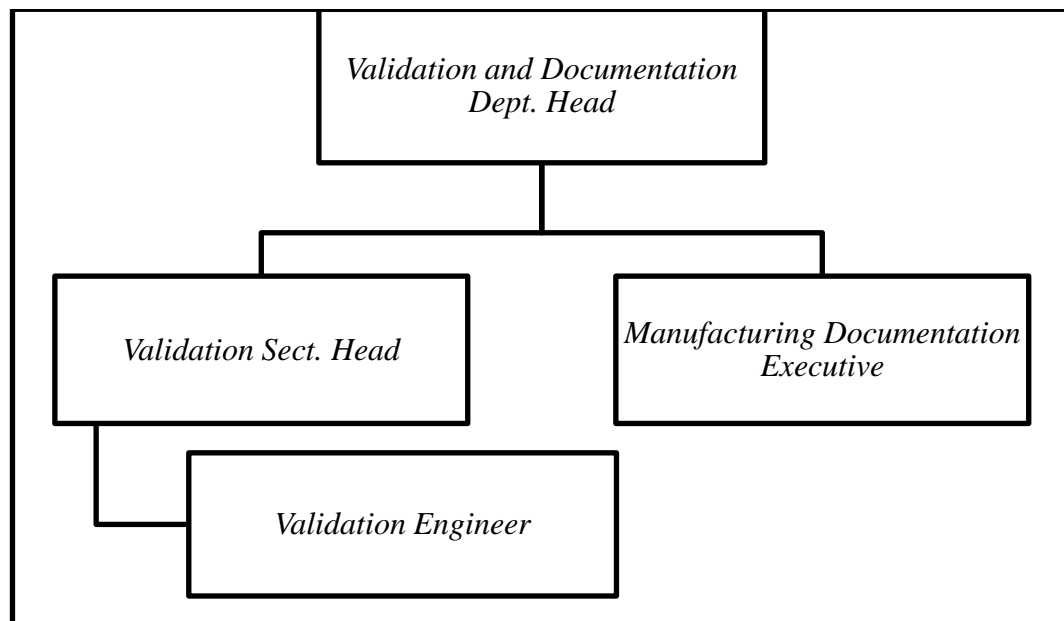 Validation and Documentation
Dept. Head
Validation Sect. Head
Manufacturing Documentation
Executive
Validation Engineer